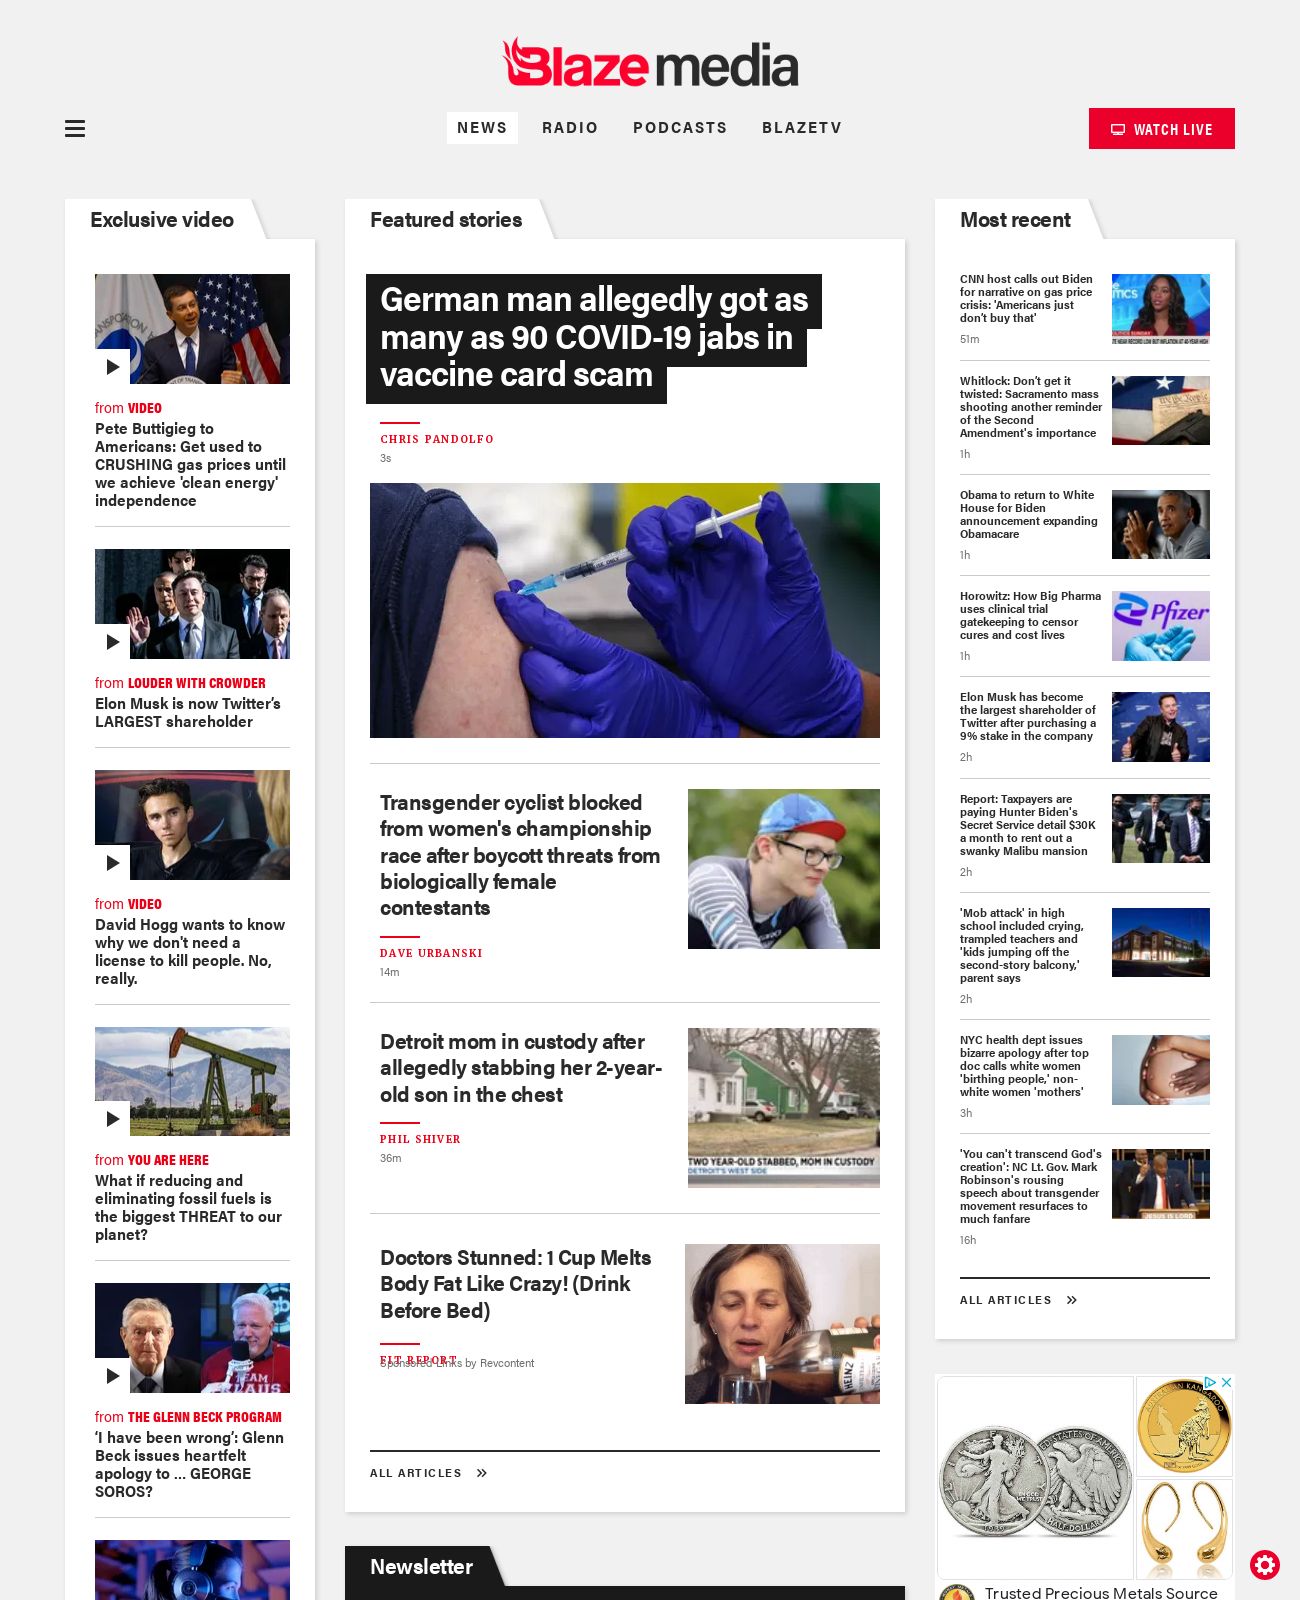 Blaze media
NEWS
RADIO
PODCASTS
BLAZETV
WATCH LIVE
Exclusive video
from VIDEO
Pete Buttigieg to
Americans: Get used to
CRUSHING gas prices until
we achieve 'clean energy'
independence
from LOUDER WITH CROWDER
Elon Musk is now Twitter’s
LARGEST shareholder
from VIDEO
David Hogg wants to know
why we don't need a
license to kill people. No,
really.
from YOU ARE HERE
What if reducing and
eliminating fossil fuels is
the biggest THREAT to our
planet?
from THE GLENN BECK PROGRAM
‘I have been wrong’: Glenn
Beck issues heartfelt
apology to ... GEORGE
SOROS?
Featured stories
German man allegedly got as
many as 90 COVID-19 jabs in
vaccine card scam
CHRIS PANDOLFO
3s
Transgender cyclist blocked
from women's championship
race after boycott threats from
biologically female
contestants
DAVE URBANSKI
14m
Detroit mom in custody after
allegedly stabbing her 2-year-
old son in the chest
PHIL SHIVER
36m
TWO YEAR-OLD STABBED, MOM IN CUSTODY
DETROIT'S WEST SIDE
Doctors Stunned: 1 Cup Melts
Body Fat Like Crazy! (Drink
Before Bed)
FIT REPORT
Sponsored Links by Revcontent
HEINZ
ALL ARTICLES
Newsletter
Most recent
CNN host calls out Biden
for narrative on gas price
crisis: 'Americans just
don’t buy that'
51m
Whitlock: Don’t get it
twisted: Sacramento mass
shooting another reminder
of the Second
Amendment's importance
1h
Obama to return to White
House for Biden
announcement expanding
Obamacare
1h
Horowitz: How Big Pharma
uses clinical trial
gatekeeping to censor
cures and cost lives
1h
Pfizer
Elon Musk has become
the largest shareholder of
Twitter after purchasing a
9% stake in the company
2h
Report: Taxpayers are
paying Hunter Biden's
Secret Service detail $30K
a month to rent out a
swanky Malibu mansion
2h
'Mob attack' in high
school included crying,
trampled teachers and
'kids jumping off the
second-story balcony,'
parent says
2h
NYC health dept issues
bizarre apology after top
doc calls white women
'birthing people,' non-
white women 'mothers'
3h
'You can't transcend God's
creation': NC Lt. Gov. Mark
Robinson's rousing
speech about transgender
movement resurfaces to
much fanfare
16h
JESUS IS LORD
ALL ARTICLES
Trusted Precious Metals Source